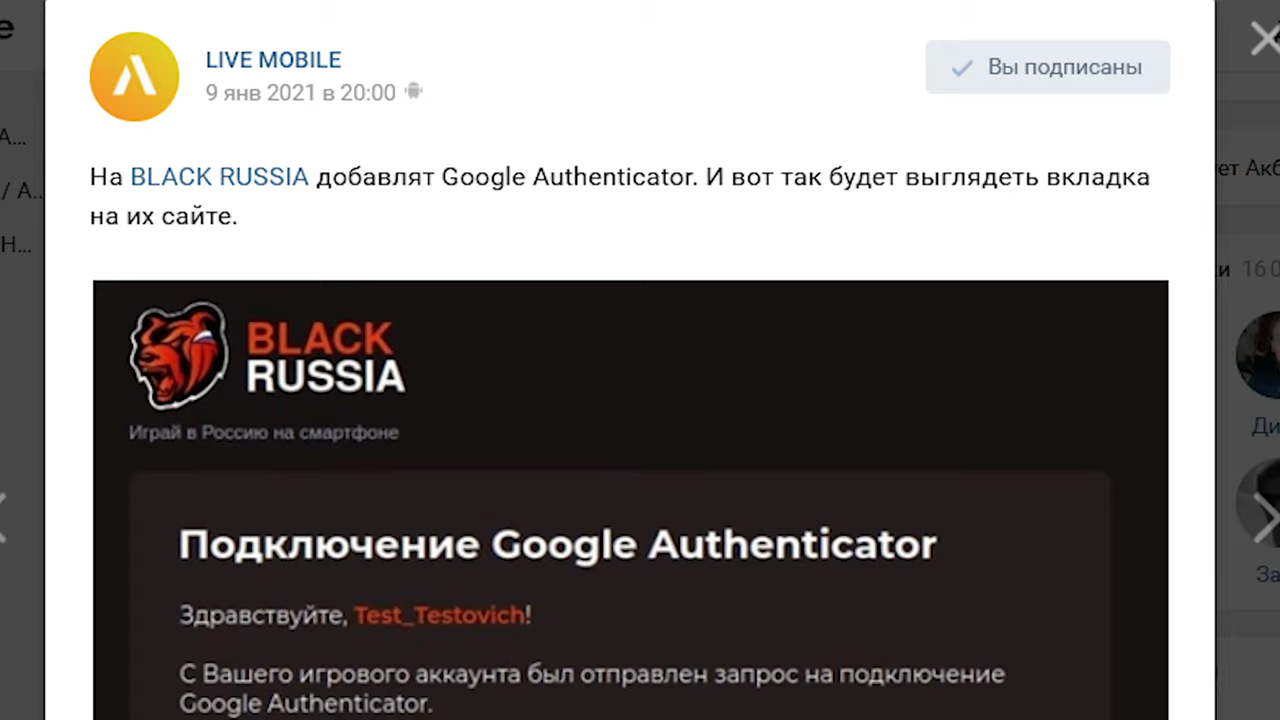 LIVE MOBILE
9 янв 2021 в 20:00
Вы подписаны
На BLACK RUSSIA добавлят Google Authenticator. И вот так будет выглядеть вкладка
на их сайте.
BLACK
RUSSIA
Играй в Россию на смартфоне
Подключение Google Authenticator
Здравствуйте, Test_Testovich!
С Вашего игрового аккаунта был отправлен запрос на подключение
Google Authenticator.